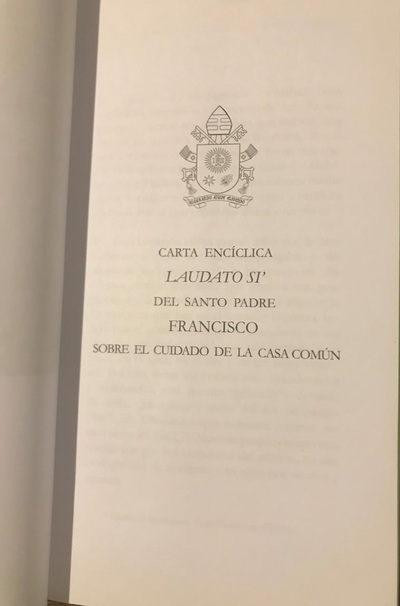 CARTA ENCÍCLICA
LAUDATO SI’
DEL SANTO PADRE
FRANCISCO
SOBRE EL CUIDADO DE LA CASA COMÚN